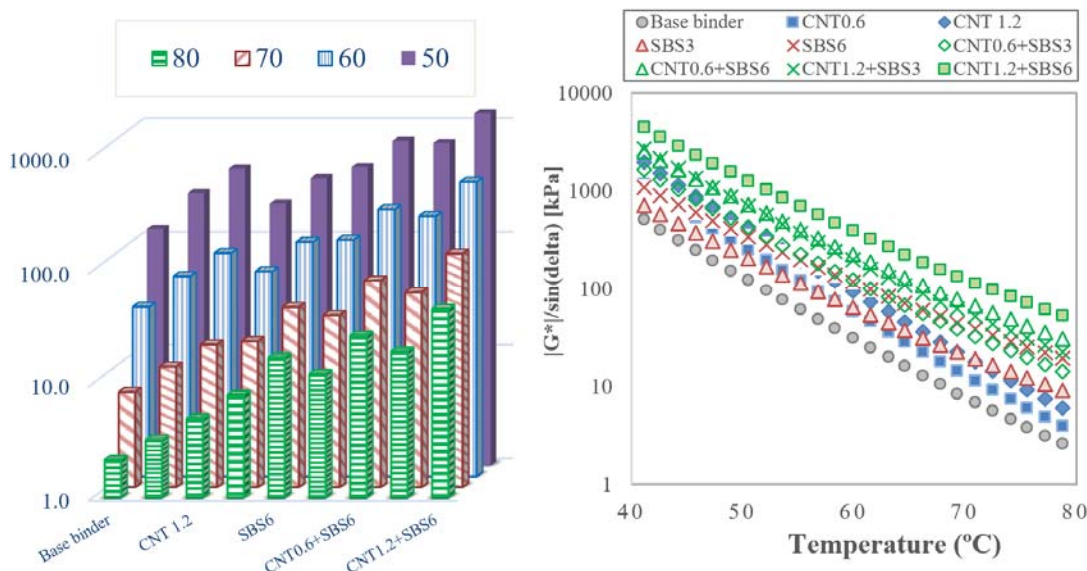 80 70 60 50
1000.0
100.0
10.0
1.0
Base binder
CNT 1.2
SBS6
CNT0.6+SBS6
CNT1.2+SBS6
Base binder CNT0.6 CNT 1.2
SBS3 SBS6 CNT0.6+SBS3
CNT0.6+SBS6 CNT1.2+SBS3 CNT1.2+SBS6
|G*|/sin(delta) [kPa]
10000
1000
100
10
1
40 50 60 70 80
Temperature (ºC)